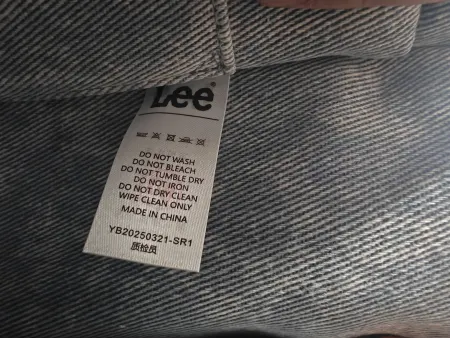 Lee®
DO NOT WASH
DO NOT BLEACH
DO NOT TUMBLE DRY
DO NOT IRON
DO NOT DRY CLEAN
WIPE CLEAN ONLY
MADE IN CHINA
YB20250321-SR1
质检员